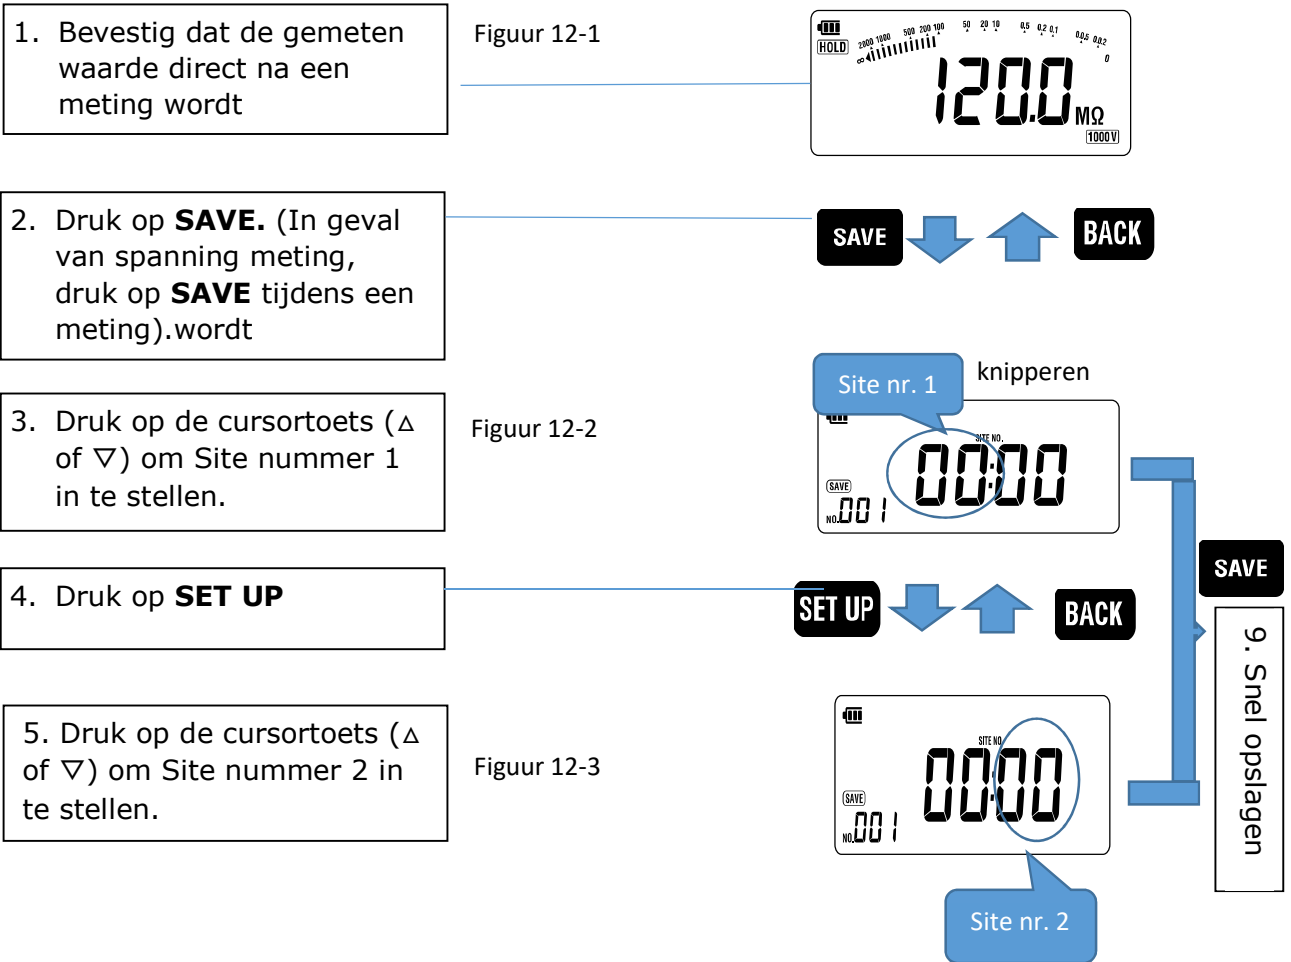 1. Bevestig dat de gemeten
waarde direct na een
meting wordt
Figuur 12-1
HOLD
∞ 2000 1000 500 200 100 50 20 10 0.5 0.2 0.1 0.05 0.02 0
120.0 MΩ
1000 V
2. Druk op SAVE. (In geval
van spanning meting,
druk op SAVE tijdens een
meting).wordt
SAVE
BACK
3. Druk op de cursortoets (△
of ▽) om Site nummer 1
in te stellen.
Figuur 12-2
Site nr. 1
knipperen
SITE NO.
00:00
SAVE
NO. 001
4. Druk op SET UP
SET UP
BACK
SAVE
9. Snel opslagen
5. Druk op de cursortoets (△
of ▽) om Site nummer 2 in
te stellen.
Figuur 12-3
SITE NO.
00:00
SAVE
NO. 001
Site nr. 2